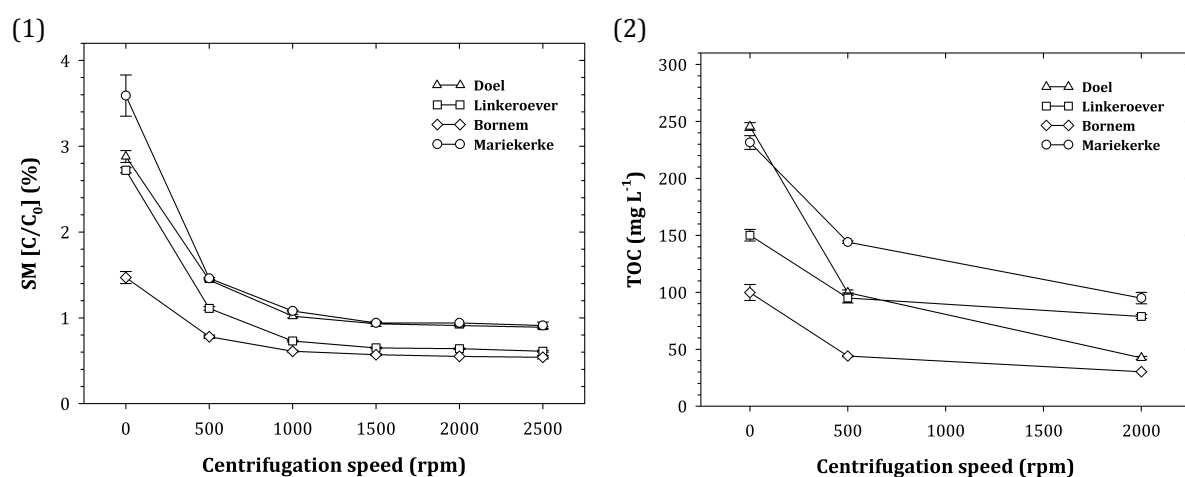 (1)
SM [C/C0] (%)
4
3
2
1
0
Doel
Linkeroever
Bornem
Mariekerke
0 500 1000 1500 2000 2500
Centrifugation speed (rpm)
(2)
TOC (mg L-1)
300
250
200
150
100
50
0
Doel
Linkeroever
Bornem
Mariekerke
0 500 1000 1500 2000
Centrifugation speed (rpm)